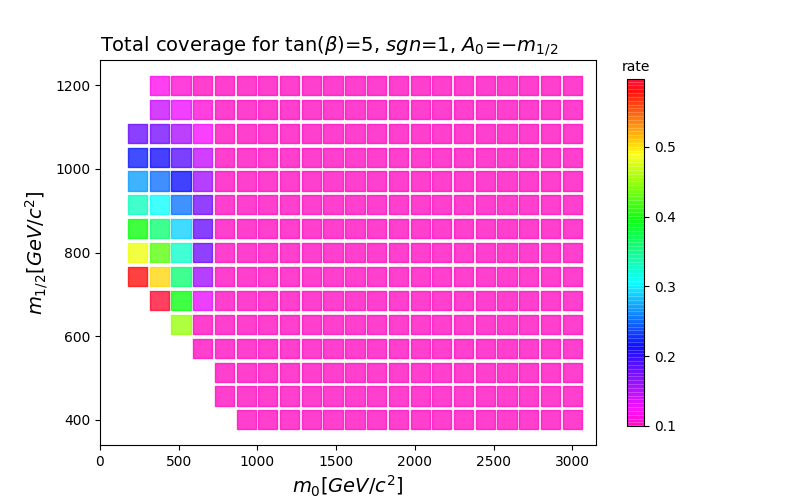 Total coverage for tan(β)=5, sgn=1, A₀=−m₁/₂
rate
1200
1000
800
600
400
0.5
0.4
0.3
0.2
0.1
m₁/₂[GeV/c²]
0 500 1000 1500 2000 2500 3000
m₀[GeV/c²]